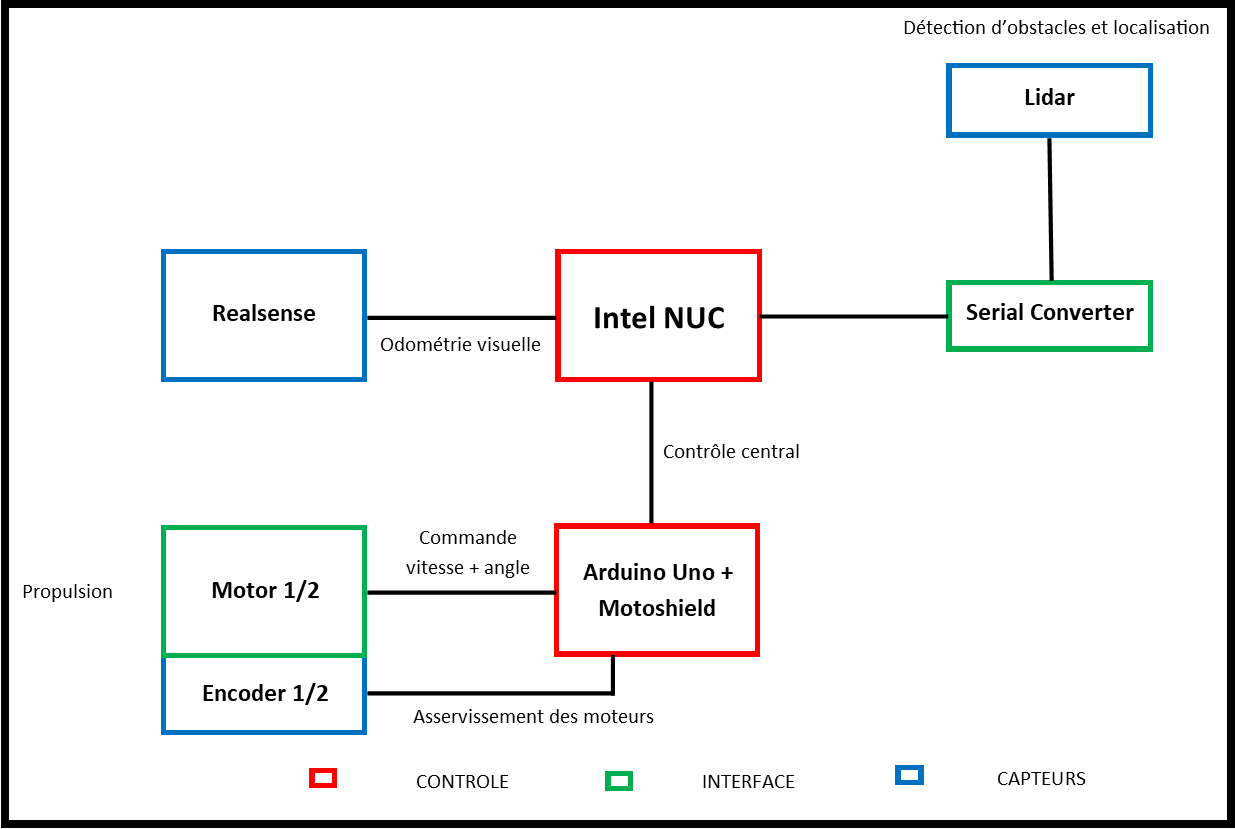 Détection d'obstacles et localisation
Lidar
Realsense
Intel NUC
Serial Converter
Odométrie visuelle
Contrôle central
Commande
vitesse + angle
Propulsion
Motor 1/2
Arduino Uno +
Motoshield
Encoder 1/2
Asservissement des moteurs
CONTROLE
INTERFACE
CAPTEURS